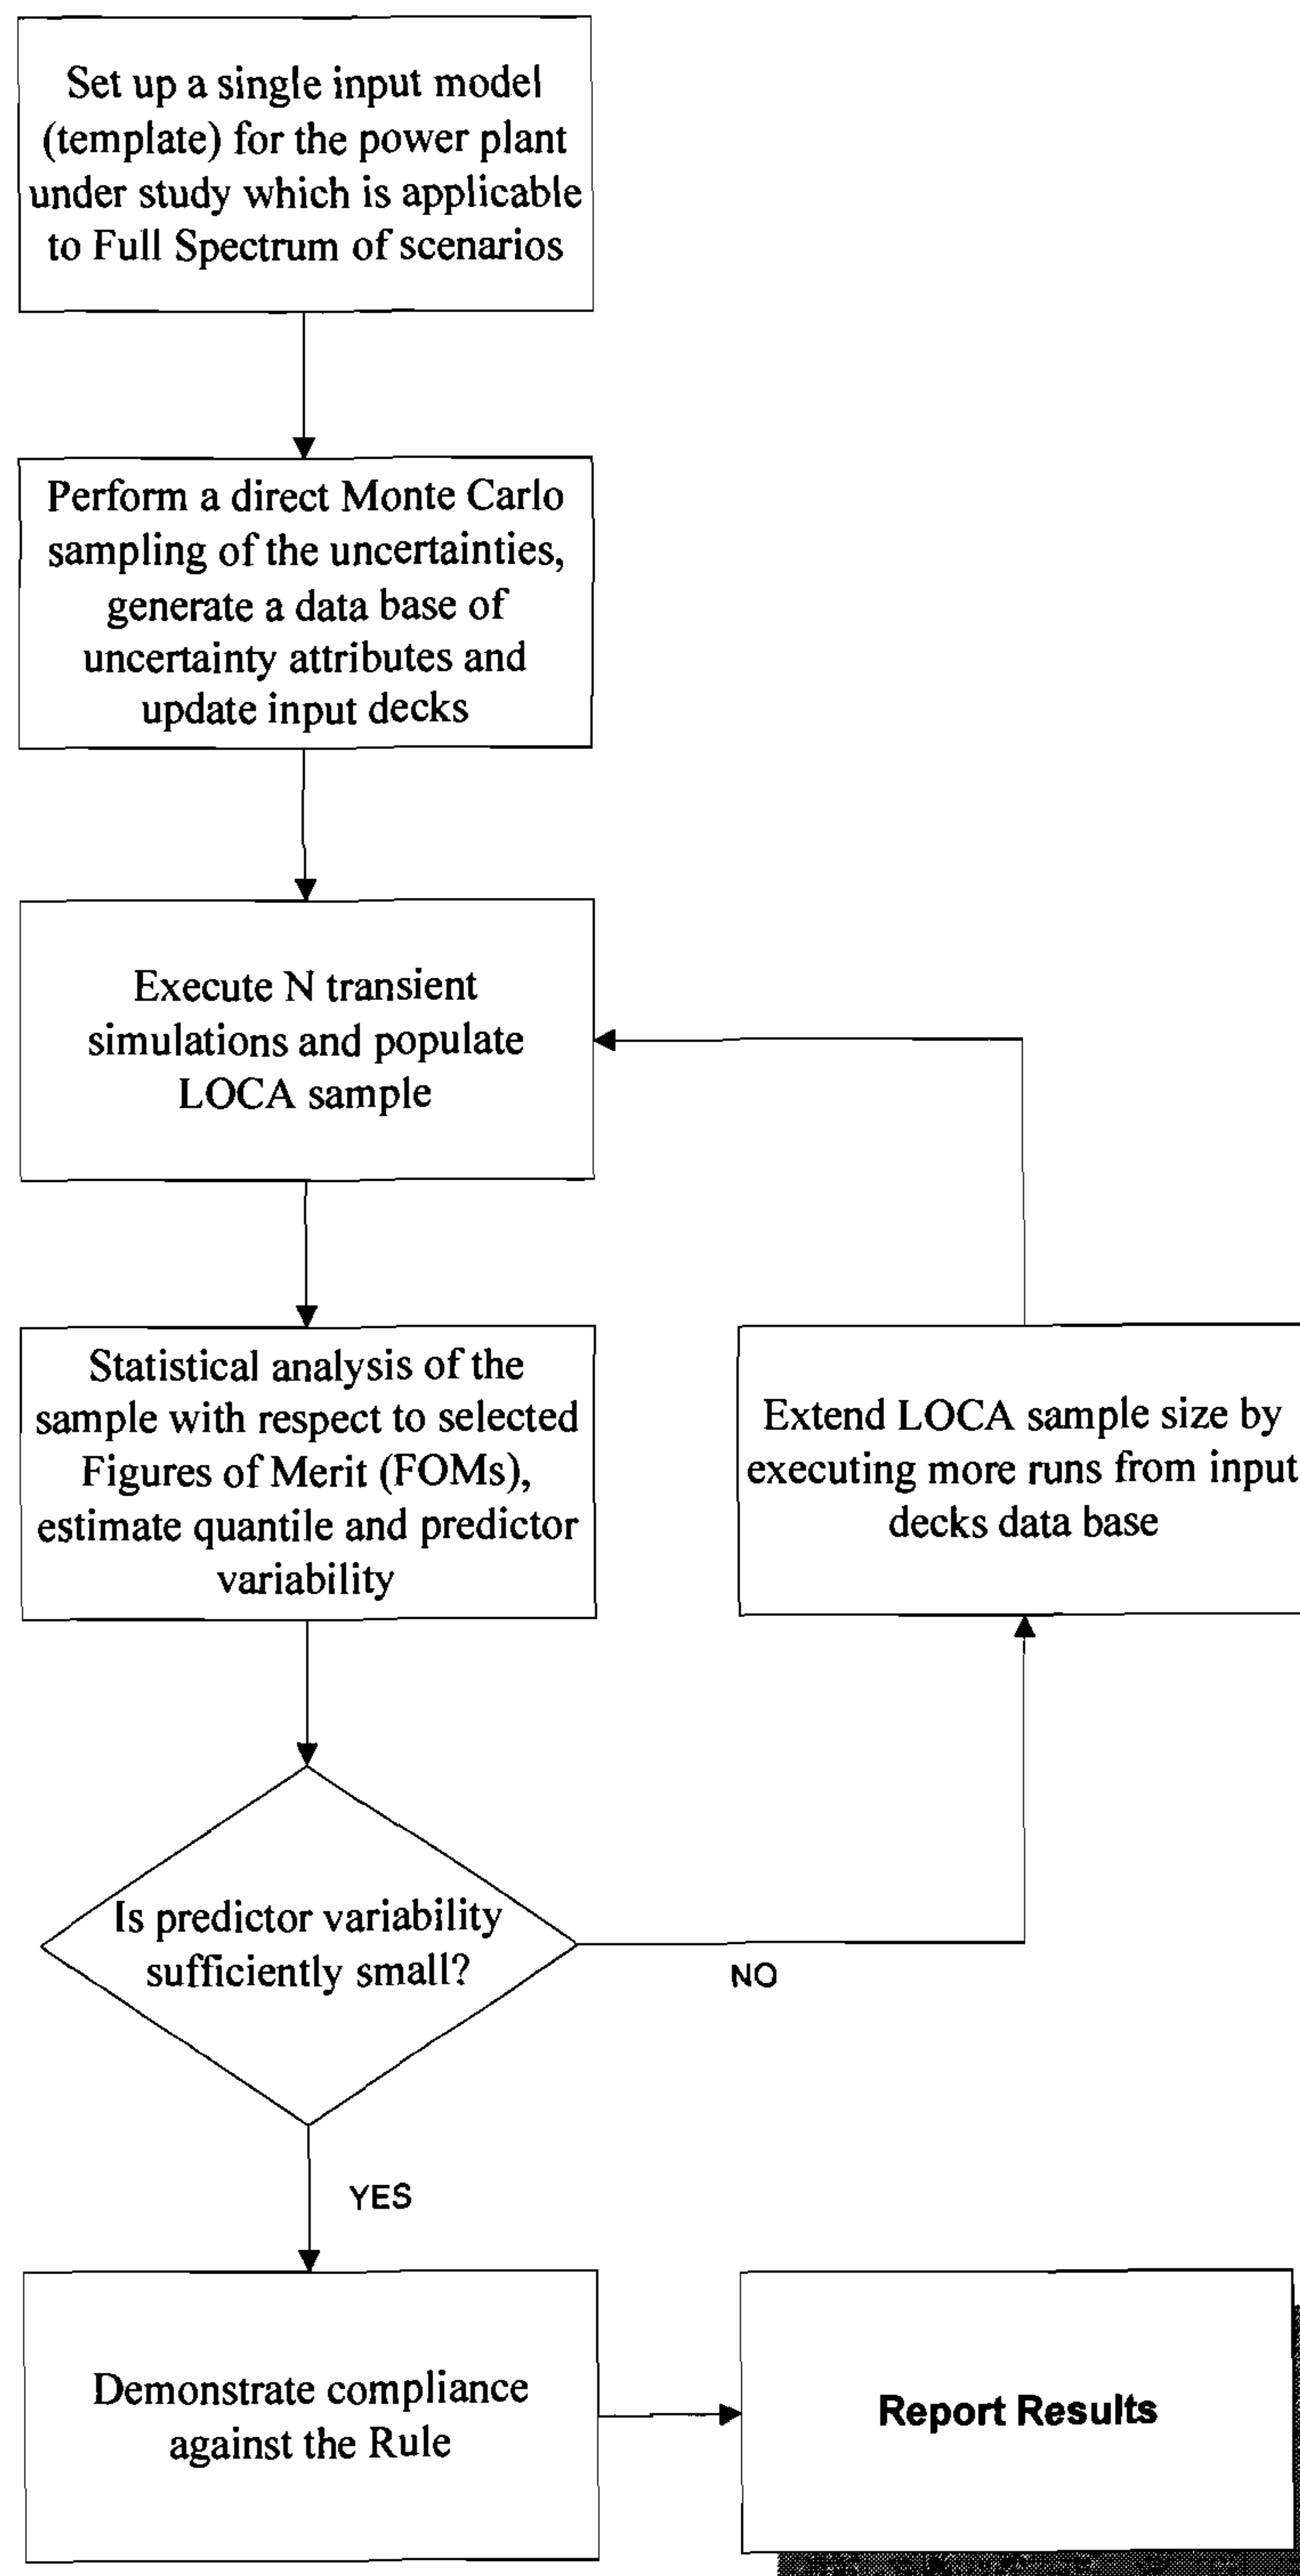 Set up a single input model
(template) for the power plant
under study which is applicable
to Full Spectrum of scenarios
Perform a direct Monte Carlo
sampling of the uncertainties,
generate a data base of
uncertainty attributes and
update input decks
Execute N transient
simulations and populate
LOCA sample
Statistical analysis of the
sample with respect to selected
Figures of Merit (FOMs),
estimate quantile and predictor
variability
Extend LOCA sample size by
executing more runs from input
decks data base
Is predictor variability
sufficiently small?
NO
YES
Demonstrate compliance
against the Rule
Report Results